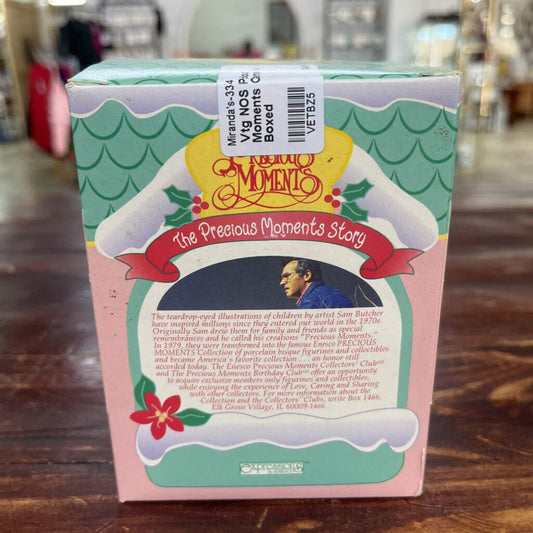 Miranda's-334
Vtg NOS
Moments
Boxed
VETBZ5
PRECIOUS
MOMENTS
The Precious Moments Story
The teardrop-eyed illustrations of children by artist Sam Butcher
have inspired millions since they entered our world in the 1970s.
Originally Sam drew them for family and friends as special
remembrances and he called his creations "Precious Moments."
In 1979, they were transformed into the famous Enesco PRECIOUS
MOMENTS Collection of porcelain bisque figurines and collectibles
and became America's favorite collection . . . an honor still
accorded today. The Enesco Precious Moments Collectors' Club℠
and The Precious Moments Birthday Club℠ offer an opportunity
to acquire exclusive members-only figurines and collectibles,
while enjoying the experience of Love, Caring and Sharing
with other collectors. For more information about the
Collection and the Collectors' Clubs, write Box 1466,
Elk Grove Village, IL 60009-1466.
EXPRESSIONS